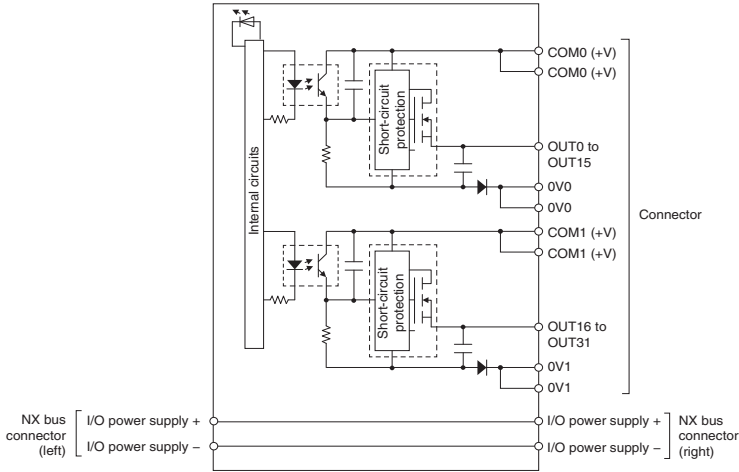 COM0 (+V)
COM0 (+V)
Short-circuit
protection
OUT0 to
OUT15
0V0
0V0
Internal circuits
Connector
COM1 (+V)
COM1 (+V)
Short-circuit
protection
OUT16 to
OUT31
0V1
0V1
NX bus
connector
(left)
I/O power supply +
I/O power supply –
I/O power supply +
I/O power supply –
NX bus
connector
(right)